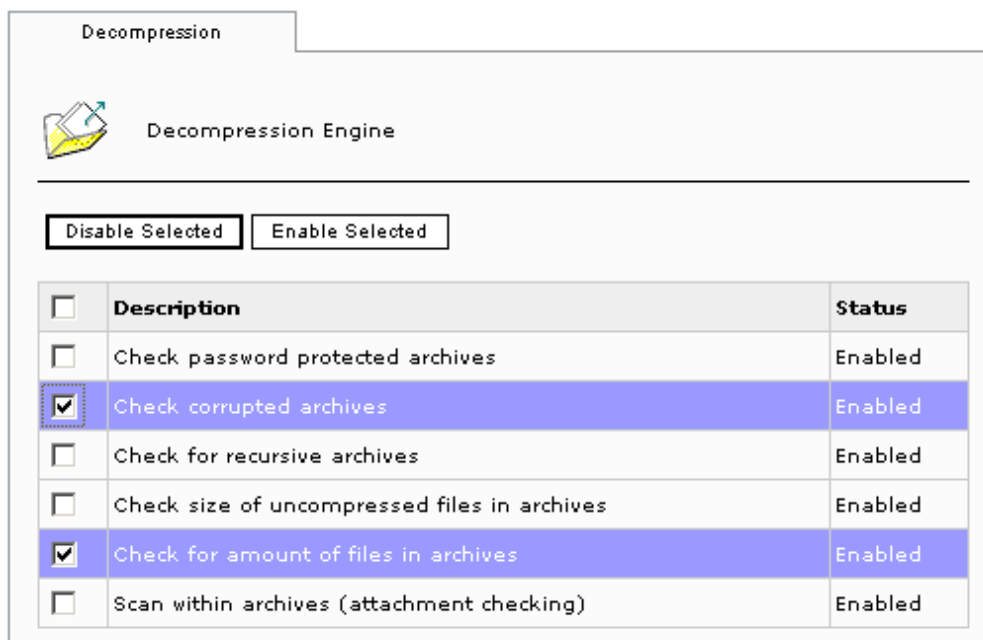 Decompression
Decompression Engine
Disable Selected Enable Selected
Description Status
Check password protected archives Enabled
Check corrupted archives Enabled
Check for recursive archives Enabled
Check size of uncompressed files in archives Enabled
Check for amount of files in archives Enabled
Scan within archives (attachment checking) Enabled